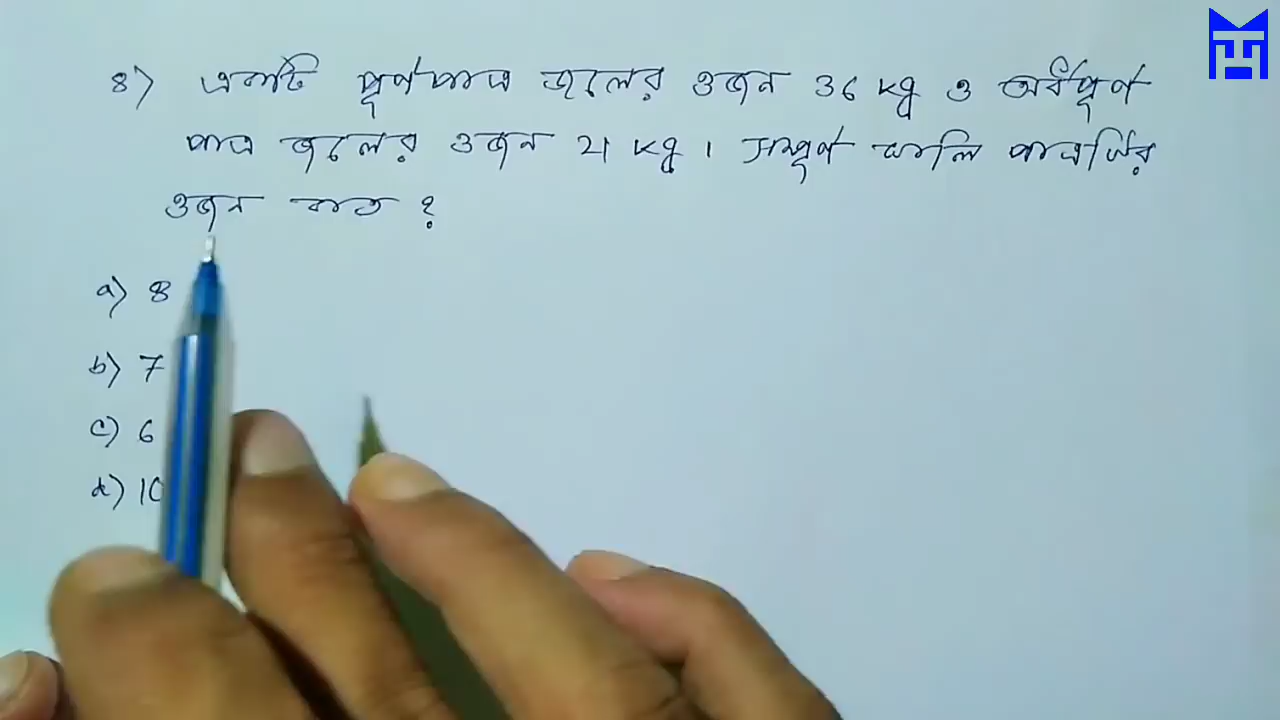 8) একটি পূর্ণপাত্র জলের ওজন 36 kg ও অর্ধপূর্ণ
পাত্র জলের ওজন 21 kg । সম্পূর্ণ খালি পাত্রটির
ওজন কত ?
a) 8
b) 7
c) 6
d) 10